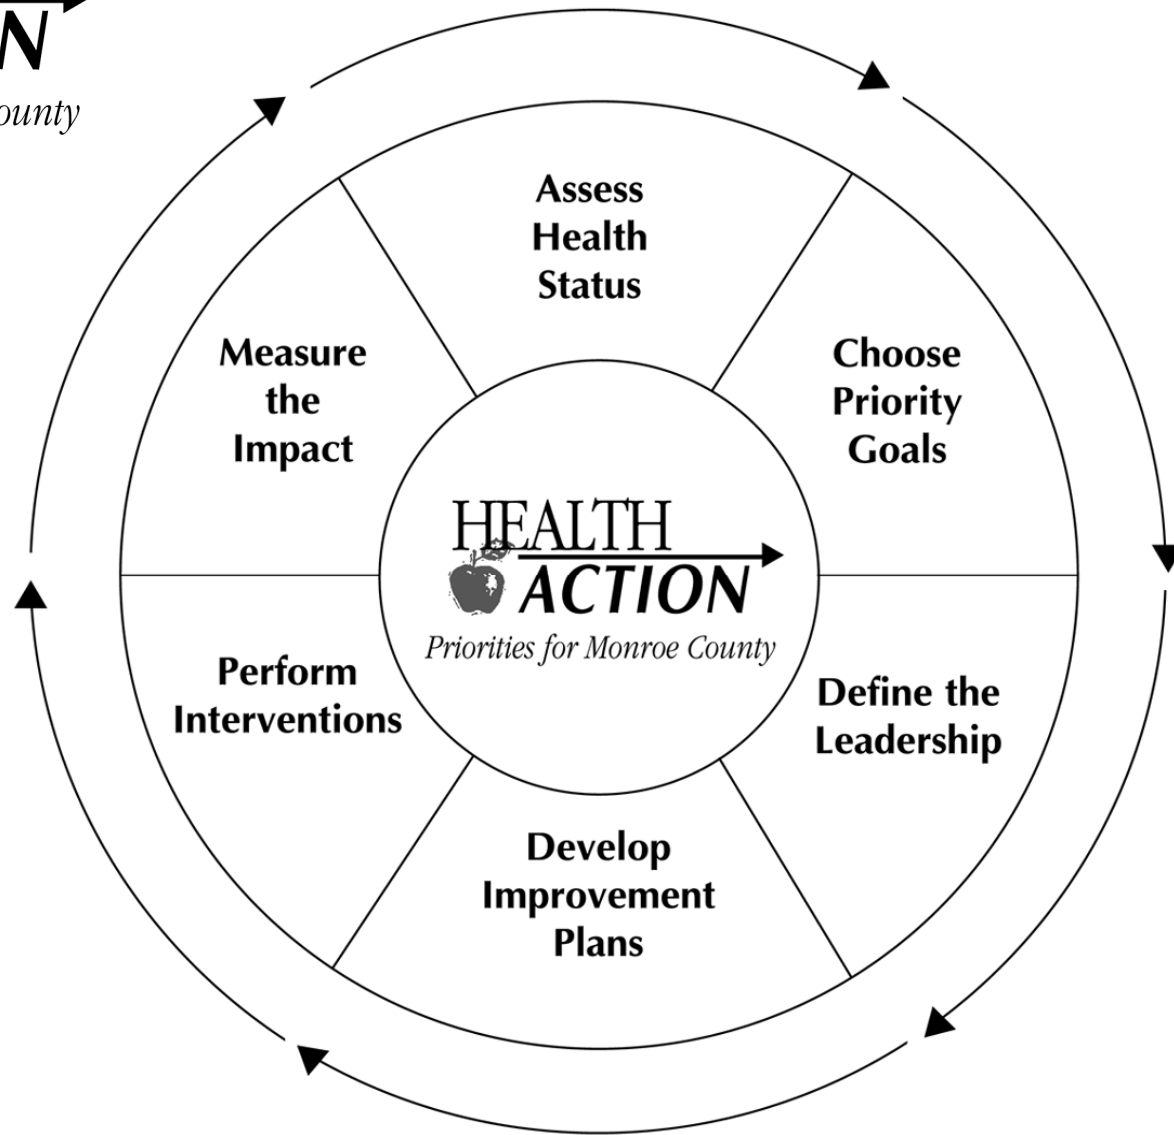 N
ounty
Assess
Health
Status
Measure
the
Impact
Choose
Priority
Goals
HEALTH
ACTION
Priorities for Monroe County
Perform
Interventions
Define the
Leadership
Develop
Improvement
Plans